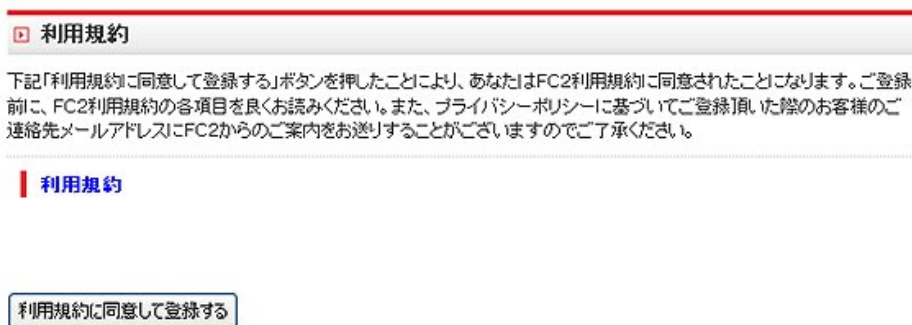 利用規約
下記「利用規約に同意して登録する」ボタンを押したことにより、あなたはFC2利用規約に同意されたことになります。ご登録
前に、FC2利用規約の各項目を良くお読みください。また、プライバシーポリシーに基づいてご登録頂いた際のお客様のご
連絡先メールアドレスにFC2からのご案内をお送りすることがございますのでご了承ください。
利用規約
利用規約に同意して登録する